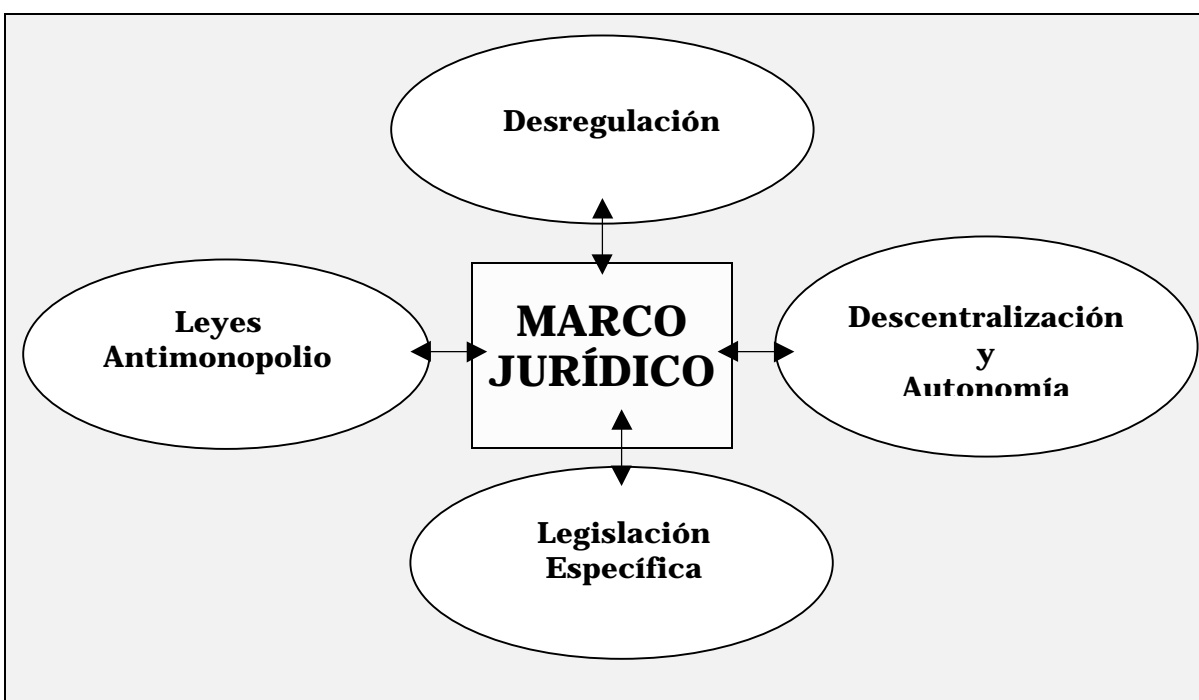 Desregulación
Leyes
Antimonopolio
MARCO
JURÍDICO
Descentralización
y
Autonomía
Legislación
Específica